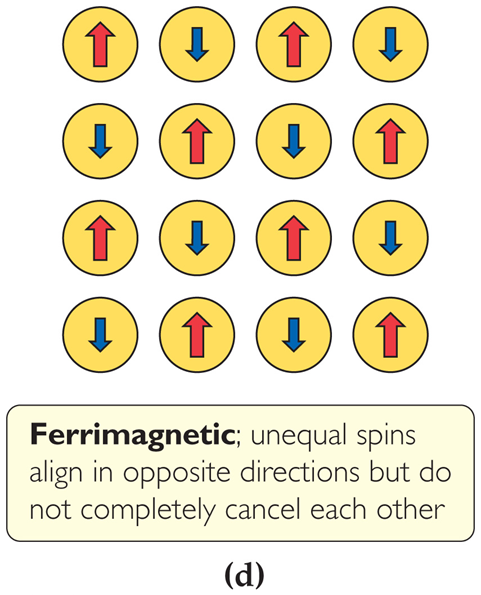 Ferrimagnetic; unequal spins
align in opposite directions but do
not completely cancel each other
(d)